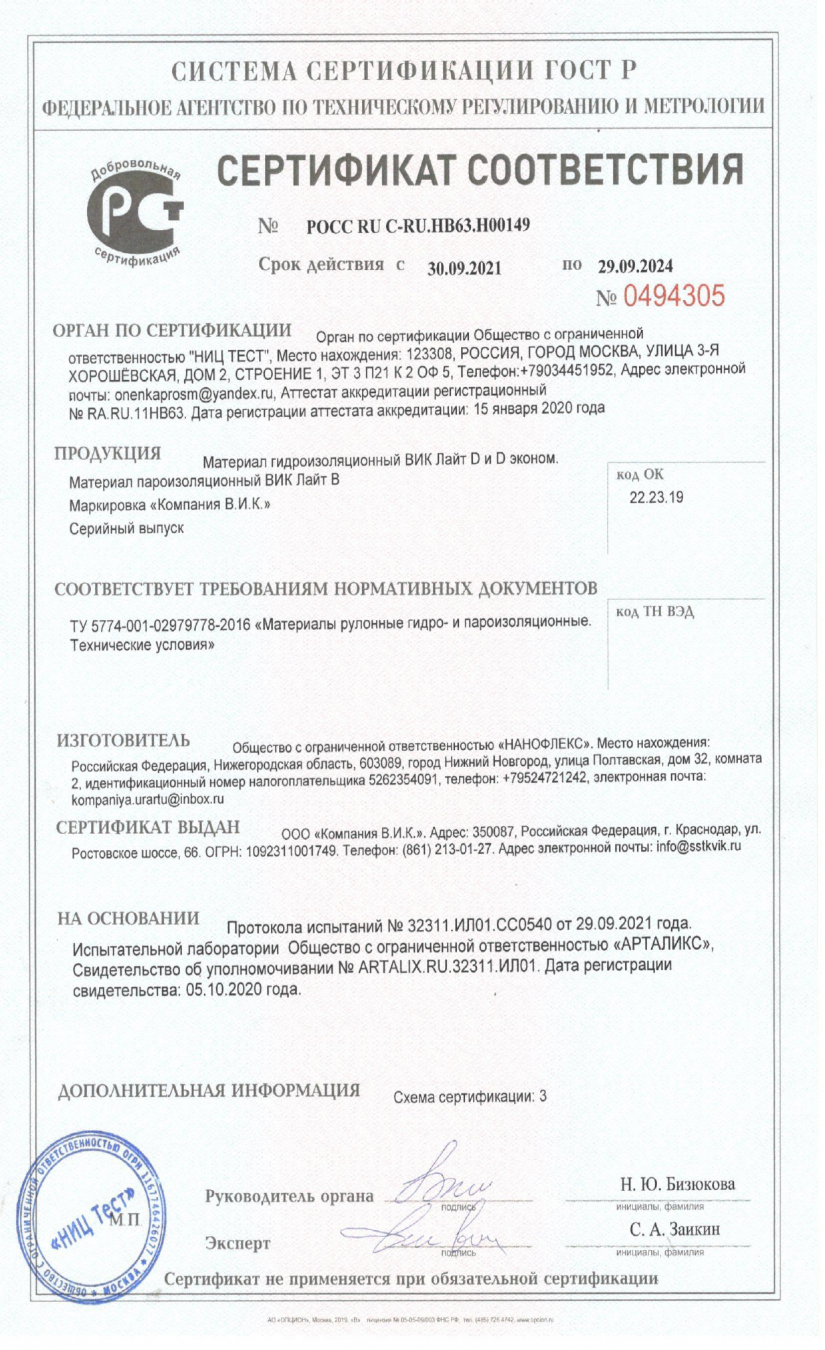 СИСТЕМА СЕРТИФИКАЦИИ ГОСТ Р
ФЕДЕРАЛЬНОЕ АГЕНТСТВО ПО ТЕХНИЧЕСКОМУ РЕГУЛИРОВАНИЮ И МЕТРОЛОГИИ
Добровольная
РСТ
сертификация
СЕРТИФИКАТ СООТВЕТСТВИЯ
№ РОСС RU C-RU.НВ63.Н00149
Срок действия с 30.09.2021 по 29.09.2024
№ 0494305
ОРГАН ПО СЕРТИФИКАЦИИ Орган по сертификации Общество с ограниченной
ответственностью "НИЦ ТЕСТ", Место нахождения: 123308, РОССИЯ, ГОРОД МОСКВА, УЛИЦА 3-Я
ХОРОШЁВСКАЯ, ДОМ 2, СТРОЕНИЕ 1, ЭТ 3 П21 К 2 ОФ 5, Телефон:+79034451952, Адрес электронной
почты: onenkaprosm@yandex.ru, Аттестат аккредитации регистрационный
№ RA.RU.11НВ63. Дата регистрации аттестата аккредитации: 15 января 2020 года
ПРОДУКЦИЯ Материал гидроизоляционный ВИК Лайт D и D эконом.
Материал пароизоляционный ВИК Лайт В
Маркировка «Компания В.И.К.»
Серийный выпуск
код ОК
22.23.19
СООТВЕТСТВУЕТ ТРЕБОВАНИЯМ НОРМАТИВНЫХ ДОКУМЕНТОВ
ТУ 5774-001-02979778-2016 «Материалы рулонные гидро- и пароизоляционные.
Технические условия»
код ТН ВЭД
ИЗГОТОВИТЕЛЬ Общество с ограниченной ответственностью «НАНОФЛЕКС». Место нахождения:
Российская Федерация, Нижегородская область, 603089, город Нижний Новгород, улица Полтавская, дом 32, комната
2, идентификационный номер налогоплательщика 5262354091, телефон: +79524721242, электронная почта:
kompaniya.urartu@inbox.ru
СЕРТИФИКАТ ВЫДАН ООО «Компания В.И.К.». Адрес: 350087, Российская Федерация, г. Краснодар, ул.
Ростовское шоссе, 66. ОГРН: 1092311001749. Телефон: (861) 213-01-27. Адрес электронной почты: info@sstkvik.ru
НА ОСНОВАНИИ Протокола испытаний № 32311.ИЛ01.СС0540 от 29.09.2021 года.
Испытательной лаборатории Общество с ограниченной ответственностью «АРТАЛИКС»,
Свидетельство об уполномочивании № ARTALIX.RU.32311.ИЛ01. Дата регистрации
свидетельства: 05.10.2020 года.
ДОПОЛНИТЕЛЬНАЯ ИНФОРМАЦИЯ Схема сертификации: 3
ОБЩЕСТВО С ОГРАНИЧЕННОЙ ОТВЕТСТВЕННОСТЬЮ ОГРН 1167746426077
МОСКВА
«НИЦ Тест»
М.П.
Руководитель органа
подпись
Н. Ю. Бизюкова
инициалы, фамилия
Эксперт
подпись
С. А. Заикин
инициалы, фамилия
Сертификат не применяется при обязательной сертификации
АО «ОПЦИОН», Москва, 2019, «В»